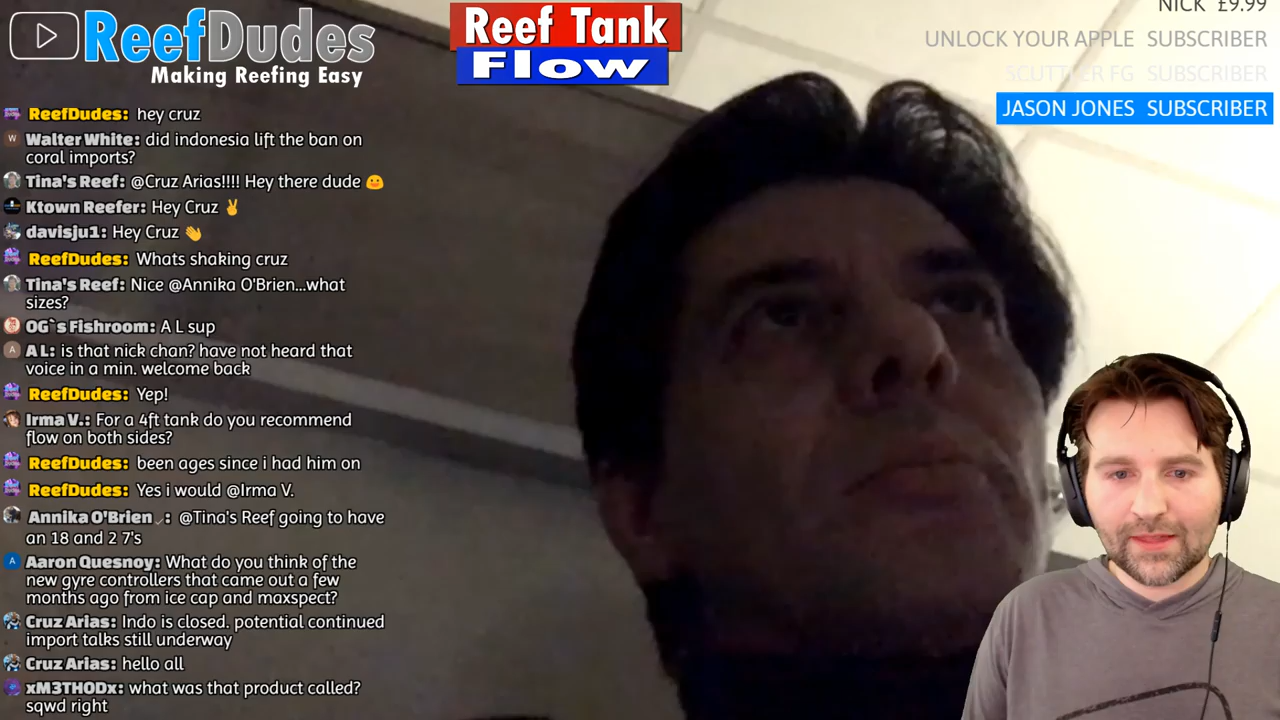 ReefDudes
Making Reefing Easy
Reef Tank
Flow
NICK £9.99
UNLOCK YOUR APPLE SUBSCRIBER
SCUTTLER FG SUBSCRIBER
JASON JONES SUBSCRIBER
ReefDudes: hey cruz
Walter White: did indonesia lift the ban on
coral imports?
Tina's Reef: @Cruz Arias!!!! Hey there dude 😶
Ktown Reefer: Hey Cruz ✌
davisju1: Hey Cruz 👋
ReefDudes: Whats shaking cruz
Tina's Reef: Nice @Annika O'Brien...what
sizes?
OG`s Fishroom: A L sup
A L: is that nick chan? have not heard that
voice in a min. welcome back
ReefDudes: Yep!
Irma V.: For a 4ft tank do you recommend
flow on both sides?
ReefDudes: been ages since i had him on
ReefDudes: Yes i would @Irma V.
Annika O'Brien: @Tina's Reef going to have
an 18 and 2 7's
Aaron Quesnoy: What do you think of the
new gyre controllers that came out a few
months ago from ice cap and maxspect?
Cruz Arias: Indo is closed. potential continued
import talks still underway
Cruz Arias: hello all
xM3THODx: what was that product called?
sqwd right